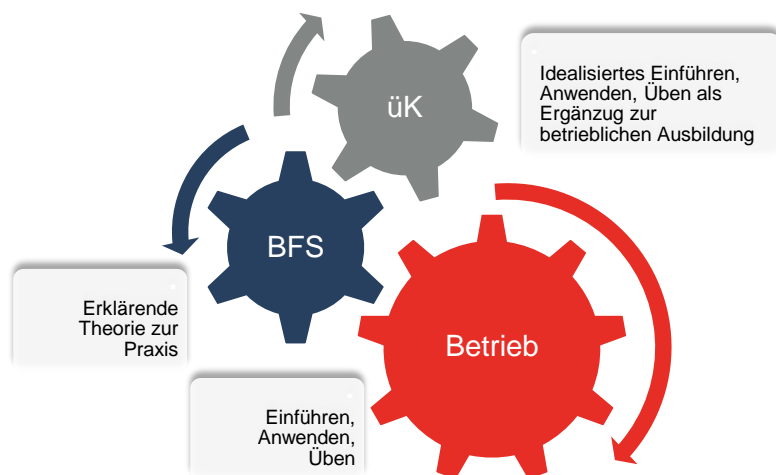 üK
Idealisiertes Einführen,
Anwenden, Üben als
Ergänzug zur
betrieblichen Ausbildung
BFS
Erklärende
Theorie zur
Praxis
Betrieb
Einführen,
Anwenden,
Üben